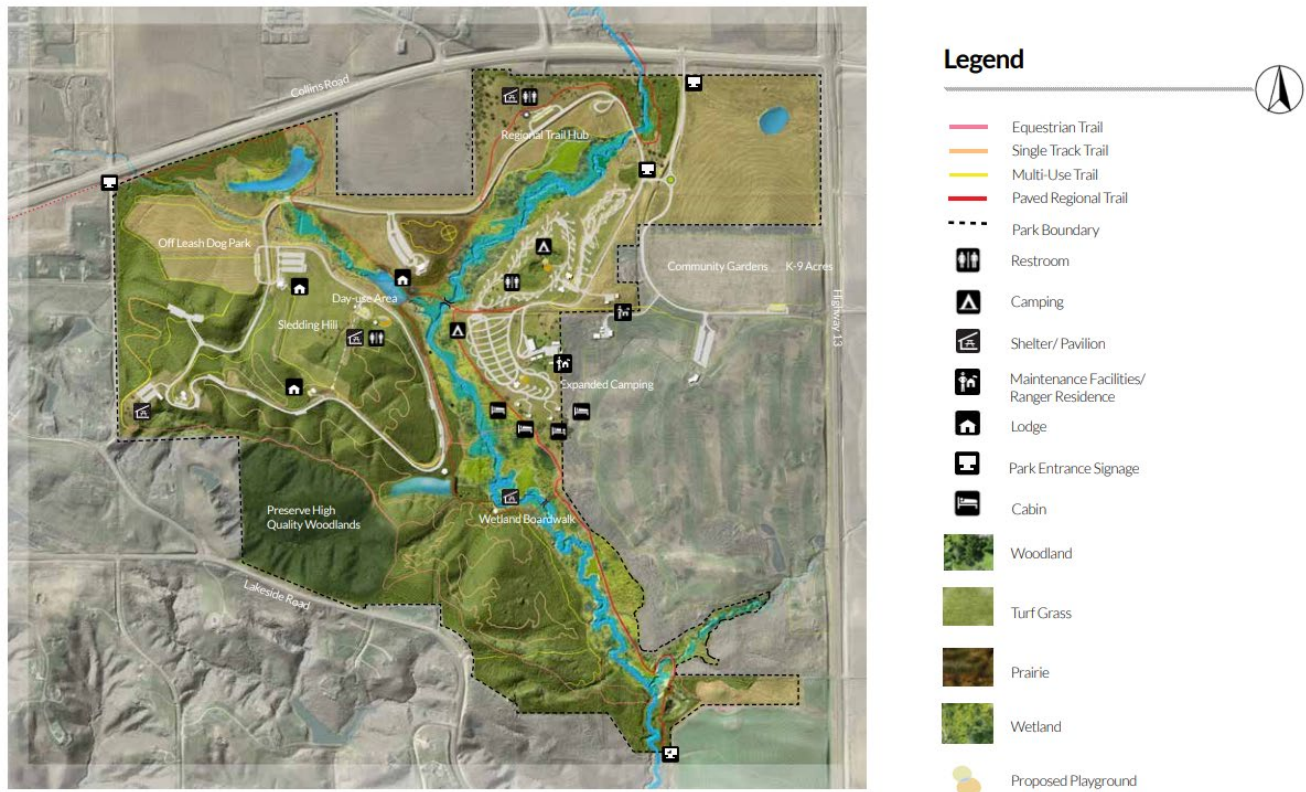 Collins Road
Regional Trail Hub
Off Leash Dog Park
Community Gardens
K-9 Acres
Day-use Area
Sledding Hill
Highway 13
Expanded Camping
Preserve High
Quality Woodlands
Wetland Boardwalk
Lakeside Road
Legend
Equestrian Trail
Single Track Trail
Multi-Use Trail
Paved Regional Trail
Park Boundary
Restroom
Camping
Shelter/ Pavilion
Maintenance Facilities/
Ranger Residence
Lodge
Park Entrance Signage
Cabin
Woodland
Turf Grass
Prairie
Wetland
Proposed Playground